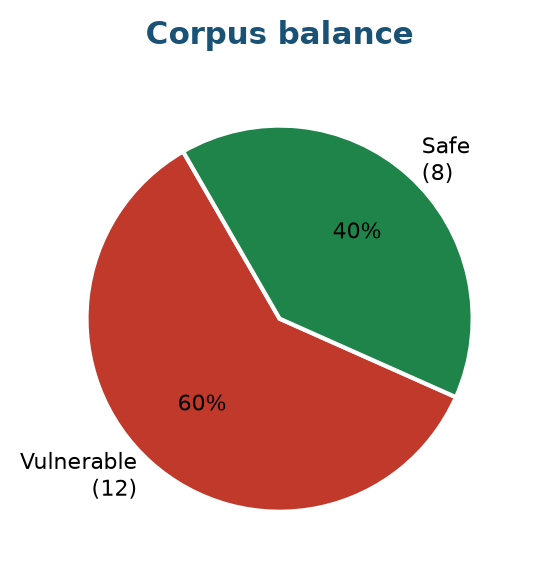 Corpus balance
Safe
(8)
40%
60%
Vulnerable
(12)